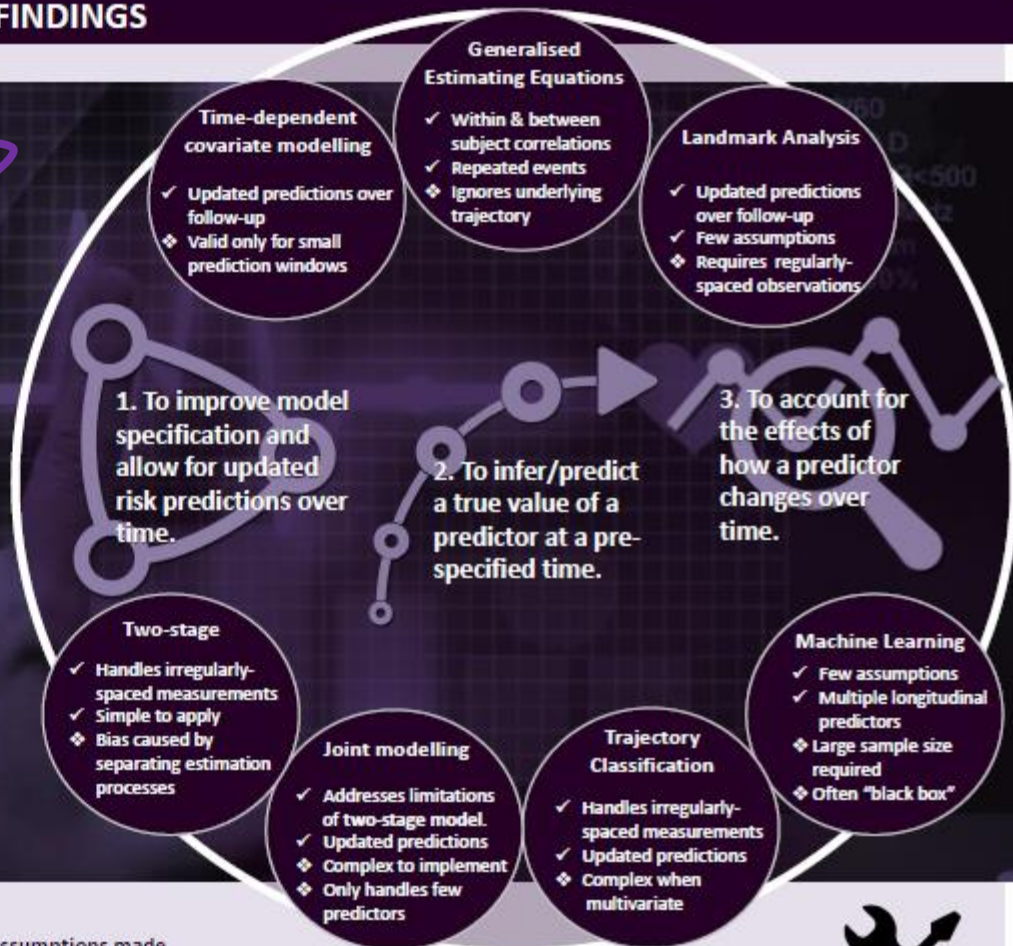 FINDINGS
Generalised
Estimating Equations
✓ Within & between
subject correlations
✓ Repeated events
❖ Ignores underlying
trajectory
Time-dependent
covariate modelling
✓ Updated predictions over
follow-up
❖ Valid only for small
prediction windows
Landmark Analysis
✓ Updated predictions
over follow-up
✓ Few assumptions
❖ Requires regularly-
spaced observations
<500
1. To improve model
specification and
allow for updated
risk predictions over
time.
2. To infer/predict
a true value of a
predictor at a pre-
specified time.
3. To account for
the effects of
how a predictor
changes over
time.
Two-stage
✓ Handles irregularly-
spaced measurements
✓ Simple to apply
❖ Bias caused by
separating estimation
processes
Joint modelling
✓ Addresses limitations
of two-stage model.
✓ Updated predictions
❖ Complex to implement
❖ Only handles few
predictors
Trajectory
Classification
✓ Handles irregularly-
spaced measurements
✓ Updated predictions
❖ Complex when
multivariate
Machine Learning
✓ Few assumptions
✓ Multiple longitudinal
predictors
❖ Large sample size
required
❖ Often "black box"
made